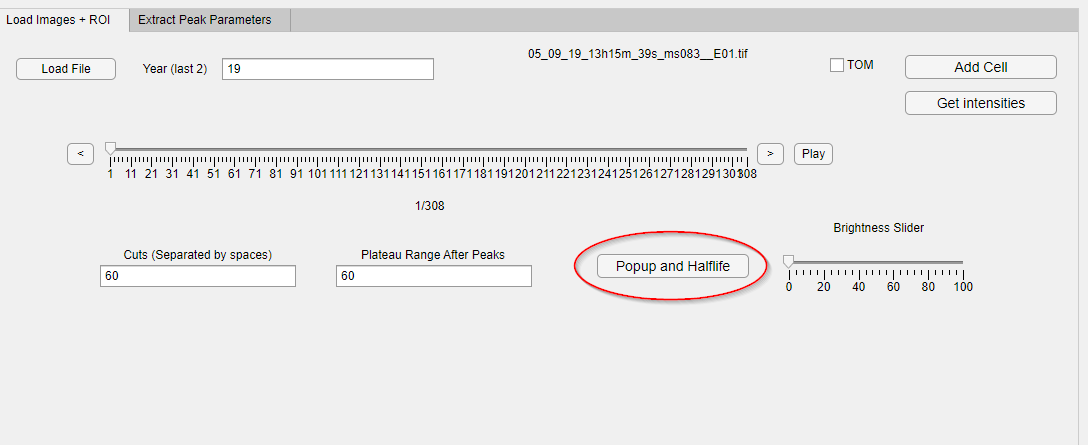 Load Images + ROI
Extract Peak Parameters
Load File
Year (last 2)
19
05_09_19_13h15m_39s_ms083__E01.tif
TOM
Add Cell
Get intensities
<
>
Play
1 11 21 31 41 51 61 71 81 91 101 111 121 131 141 151 161 171 181 191 201 211 221 231 241 251 261 271 281 291 301 308
1/308
Brightness Slider
Cuts (Separated by spaces)
60
Plateau Range After Peaks
60
Popup and Halflife
0 20 40 60 80 100